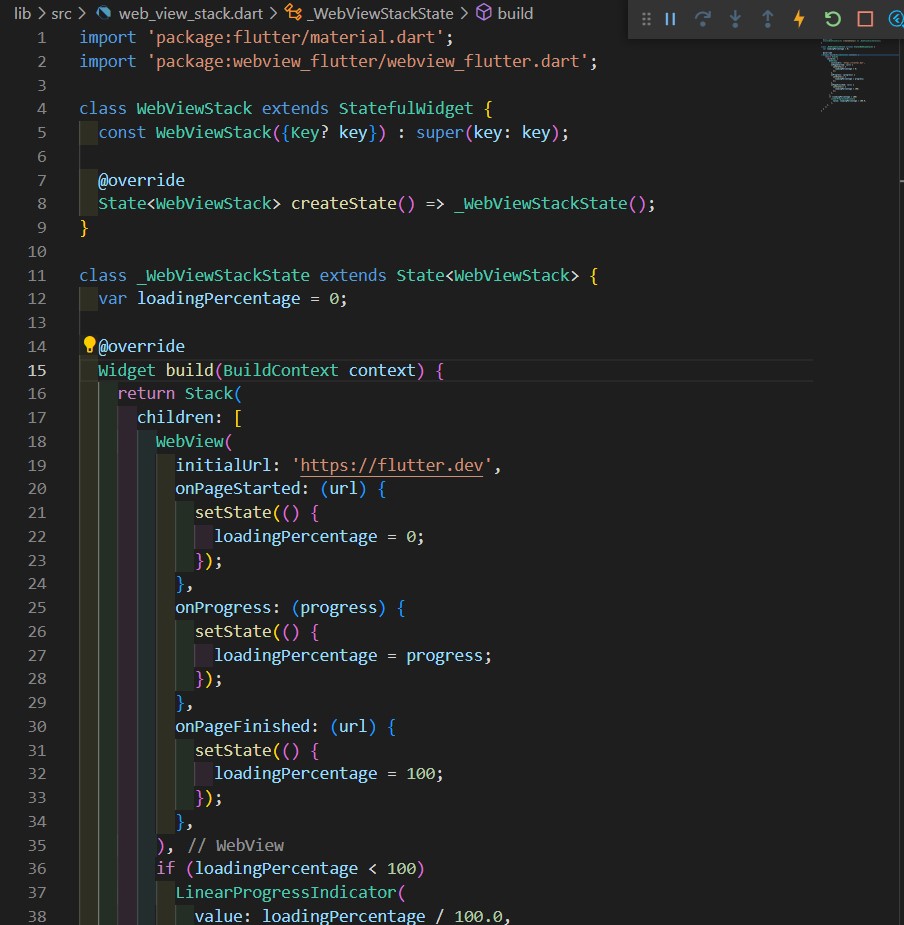 lib > src > web_view_stack.dart > _WebViewStackState > build
1 import 'package:flutter/material.dart';
2 import 'package:webview_flutter/webview_flutter.dart';
3
4 class WebViewStack extends StatefulWidget {
5   const WebViewStack({Key? key}) : super(key: key);
6
7   @override
8   State<WebViewStack> createState() => _WebViewStackState();
9 }
10
11 class _WebViewStackState extends State<WebViewStack> {
12   var loadingPercentage = 0;
13
14   @override
15   Widget build(BuildContext context) {
16     return Stack(
17       children: [
18         WebView(
19           initialUrl: 'https://flutter.dev',
20           onPageStarted: (url) {
21             setState(() {
22               loadingPercentage = 0;
23             });
24           },
25           onProgress: (progress) {
26             setState(() {
27               loadingPercentage = progress;
28             });
29           },
30           onPageFinished: (url) {
31             setState(() {
32               loadingPercentage = 100;
33             });
34           },
35         ), // WebView
36         if (loadingPercentage < 100)
37           LinearProgressIndicator(
38             value: loadingPercentage / 100.0,